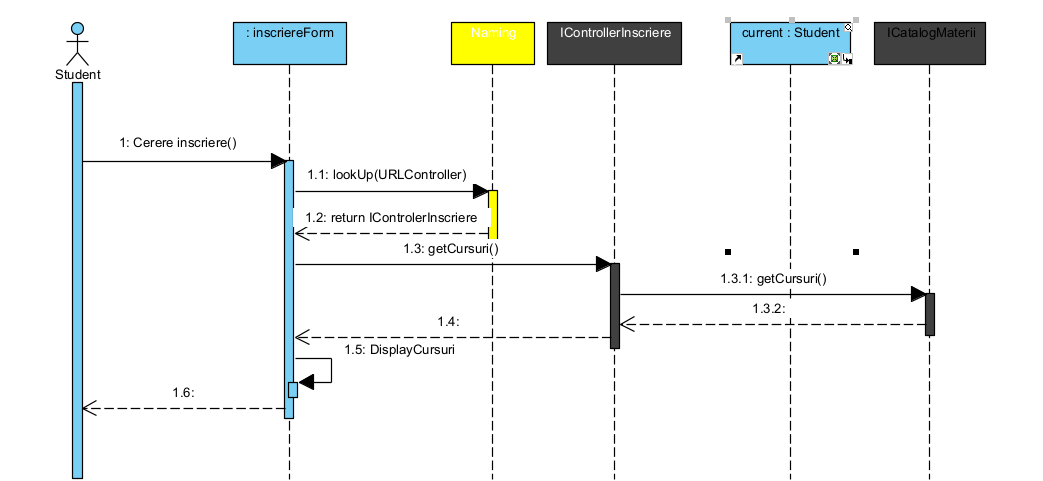 : inscriereForm
Naming
IControllerInscriere
current : Student
ICatalogMaterii
Student
1: Cerere inscriere()
1.1: lookUp(URLController)
1.2: return IControlerInscriere
1.3: getCursuri()
1.3.1: getCursuri()
1.3.2:
1.4:
1.5: DisplayCursuri
1.6: